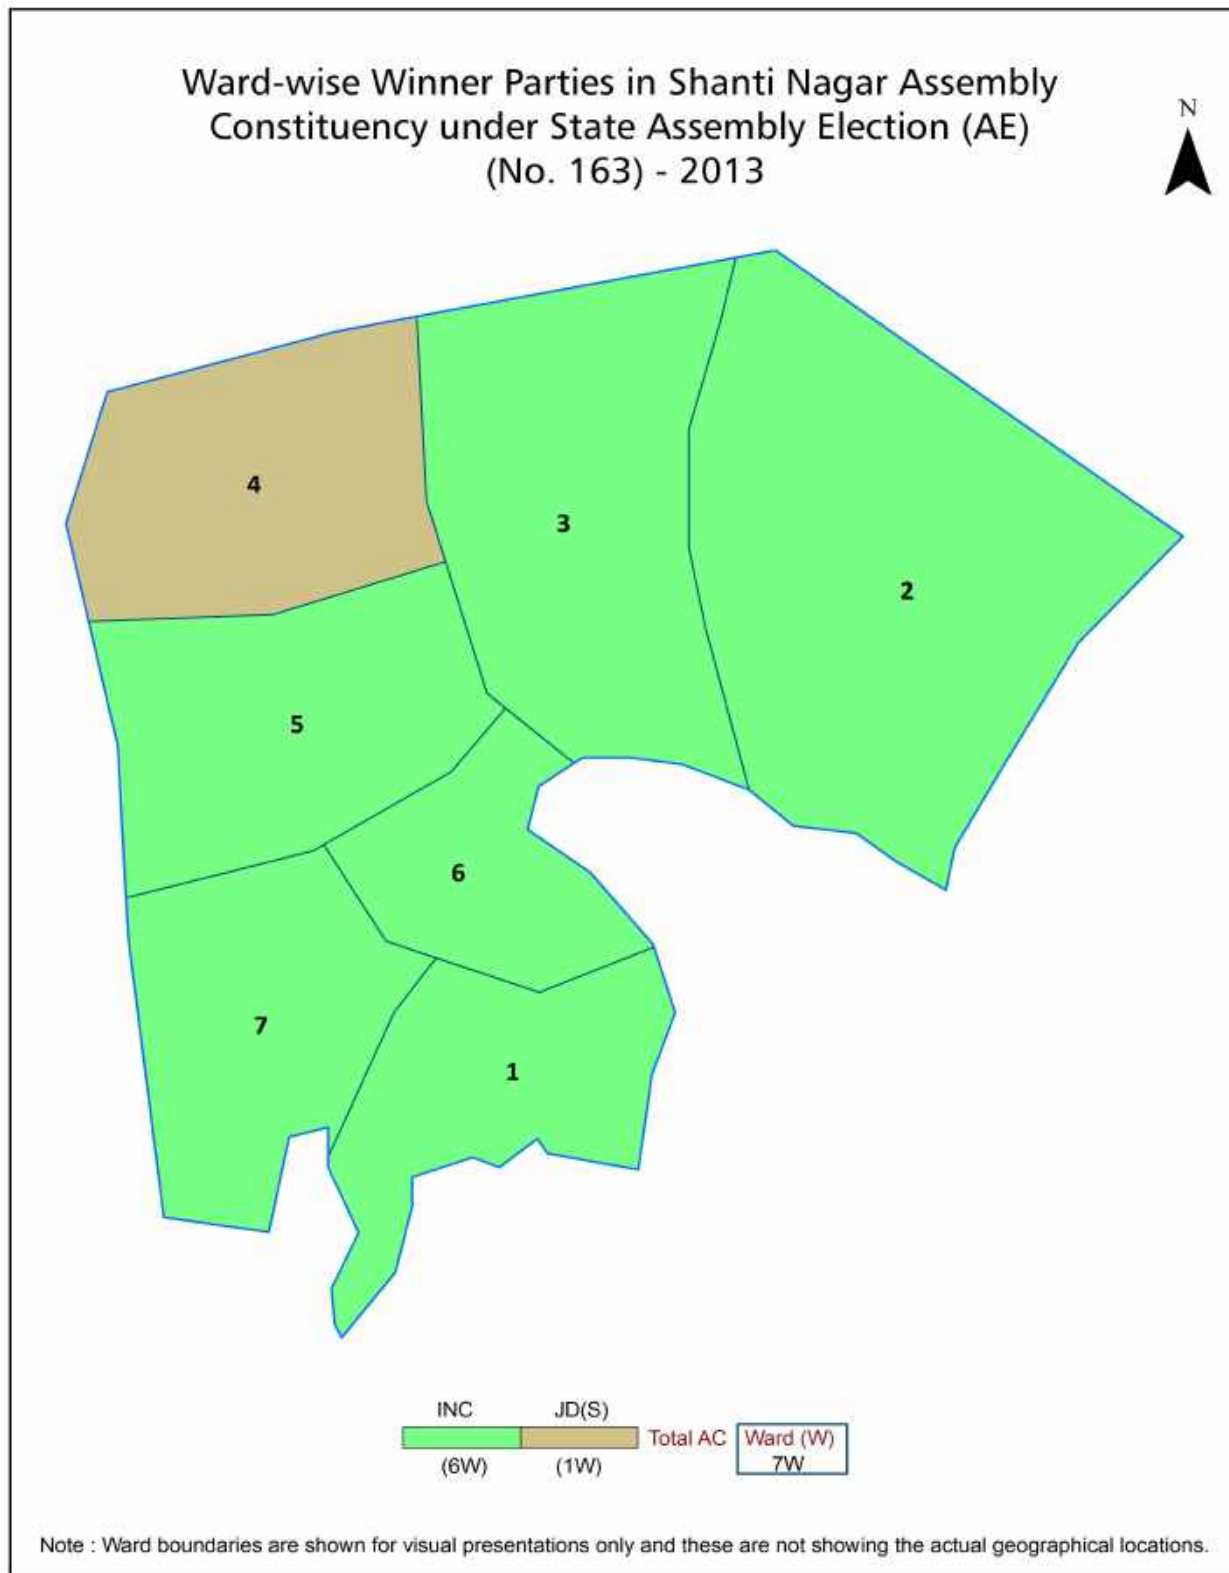 Ward-wise Winner Parties in Shanti Nagar Assembly
Constituency under State Assembly Election (AE)
(No. 163) - 2013
N
4
3
2
5
6
7
1
INC JD(S)
Total AC Ward (W)
(6W) (1W) 7W
Note : Ward boundaries are shown for visual presentations only and these are not showing the actual geographical locations.